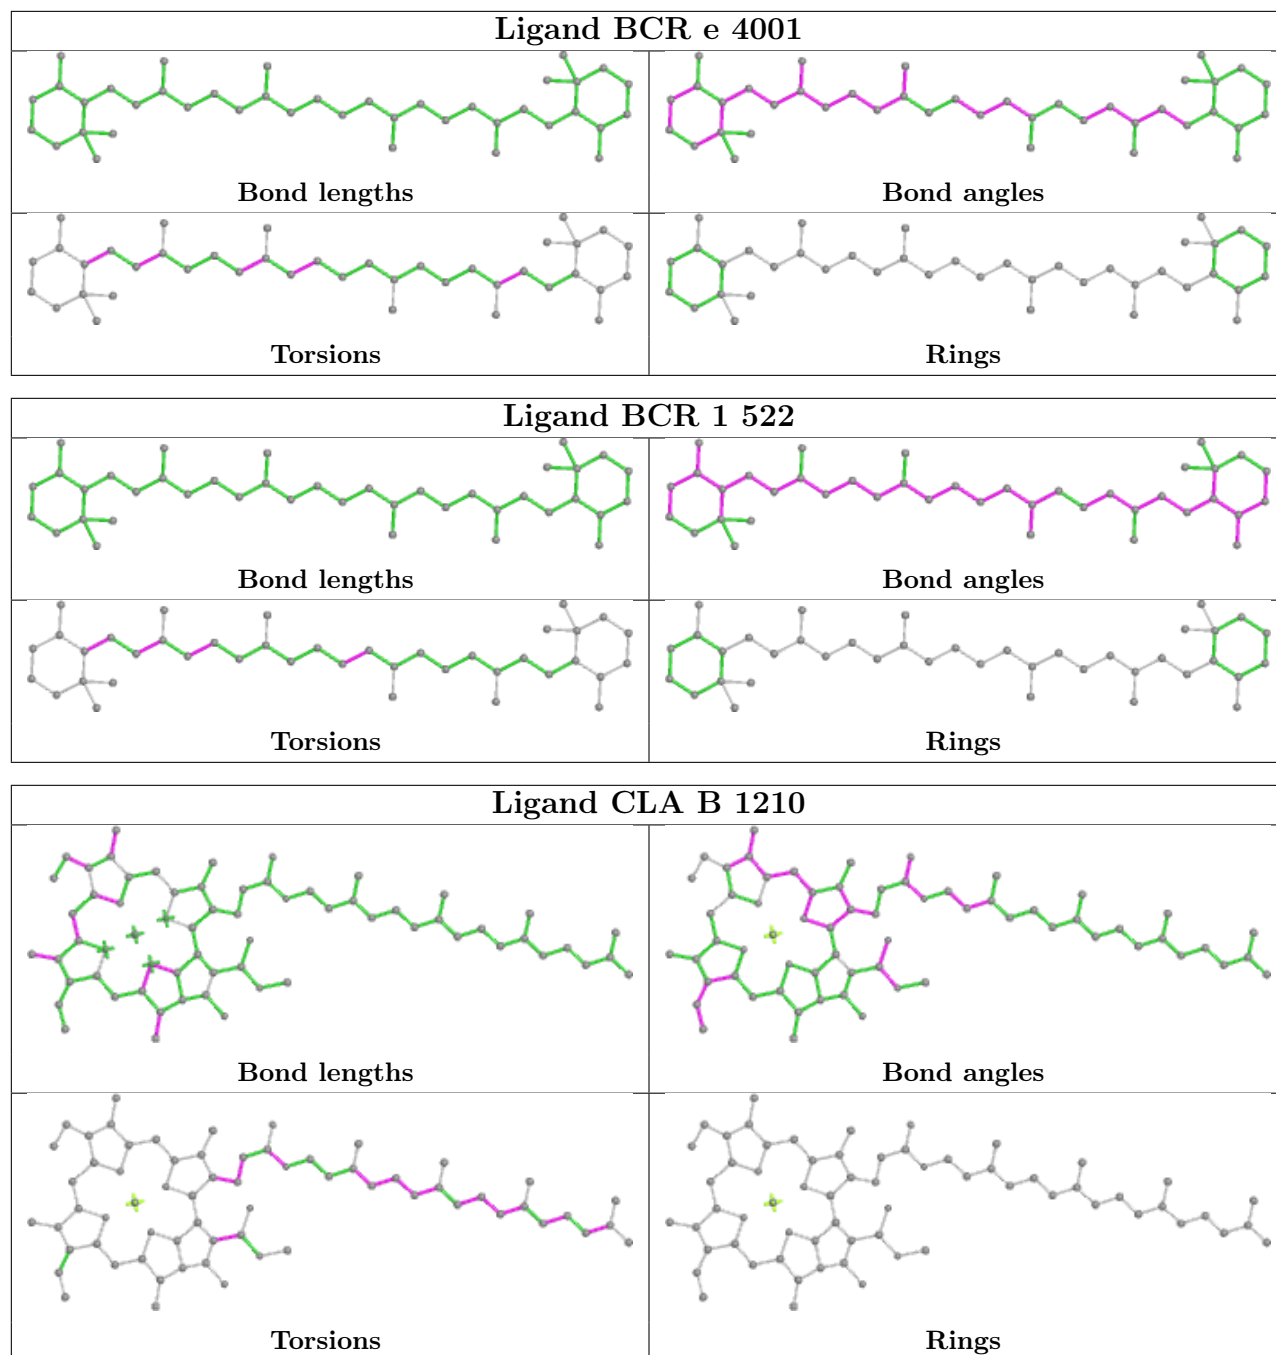 Ligand BCR e 4001
Bond lengths
Bond angles
Torsions
Rings
Ligand BCR 1 522
Bond lengths
Bond angles
Torsions
Rings
Ligand CLA B 1210
Bond lengths
Bond angles
Torsions
Rings